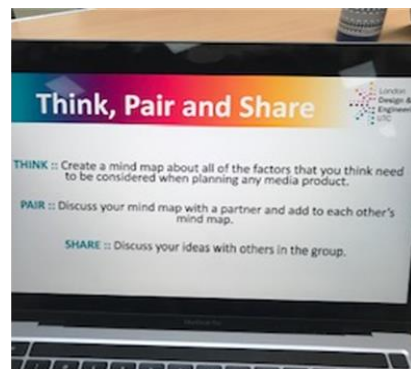 Think, Pair and Share
London
Design &
Engineer
UTC
THINK :: Create a mind map about all of the factors that you think need
to be considered when planning any media product.
PAIR :: Discuss your mind map with a partner and add to each other's
mind map.
SHARE :: Discuss your ideas with others in the group.
MacBook Pro